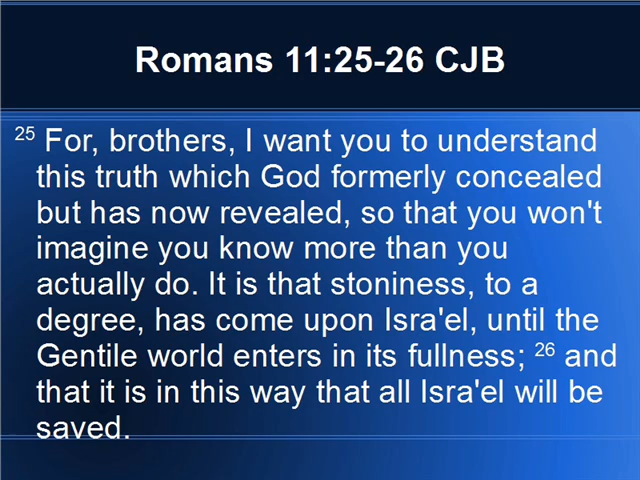 Romans 11:25-26 CJB
25 For, brothers, I want you to understand
this truth which God formerly concealed
but has now revealed, so that you won't
imagine you know more than you
actually do. It is that stoniness, to a
degree, has come upon Isra'el, until the
Gentile world enters in its fullness; 26 and
that it is in this way that all Isra'el will be
saved.